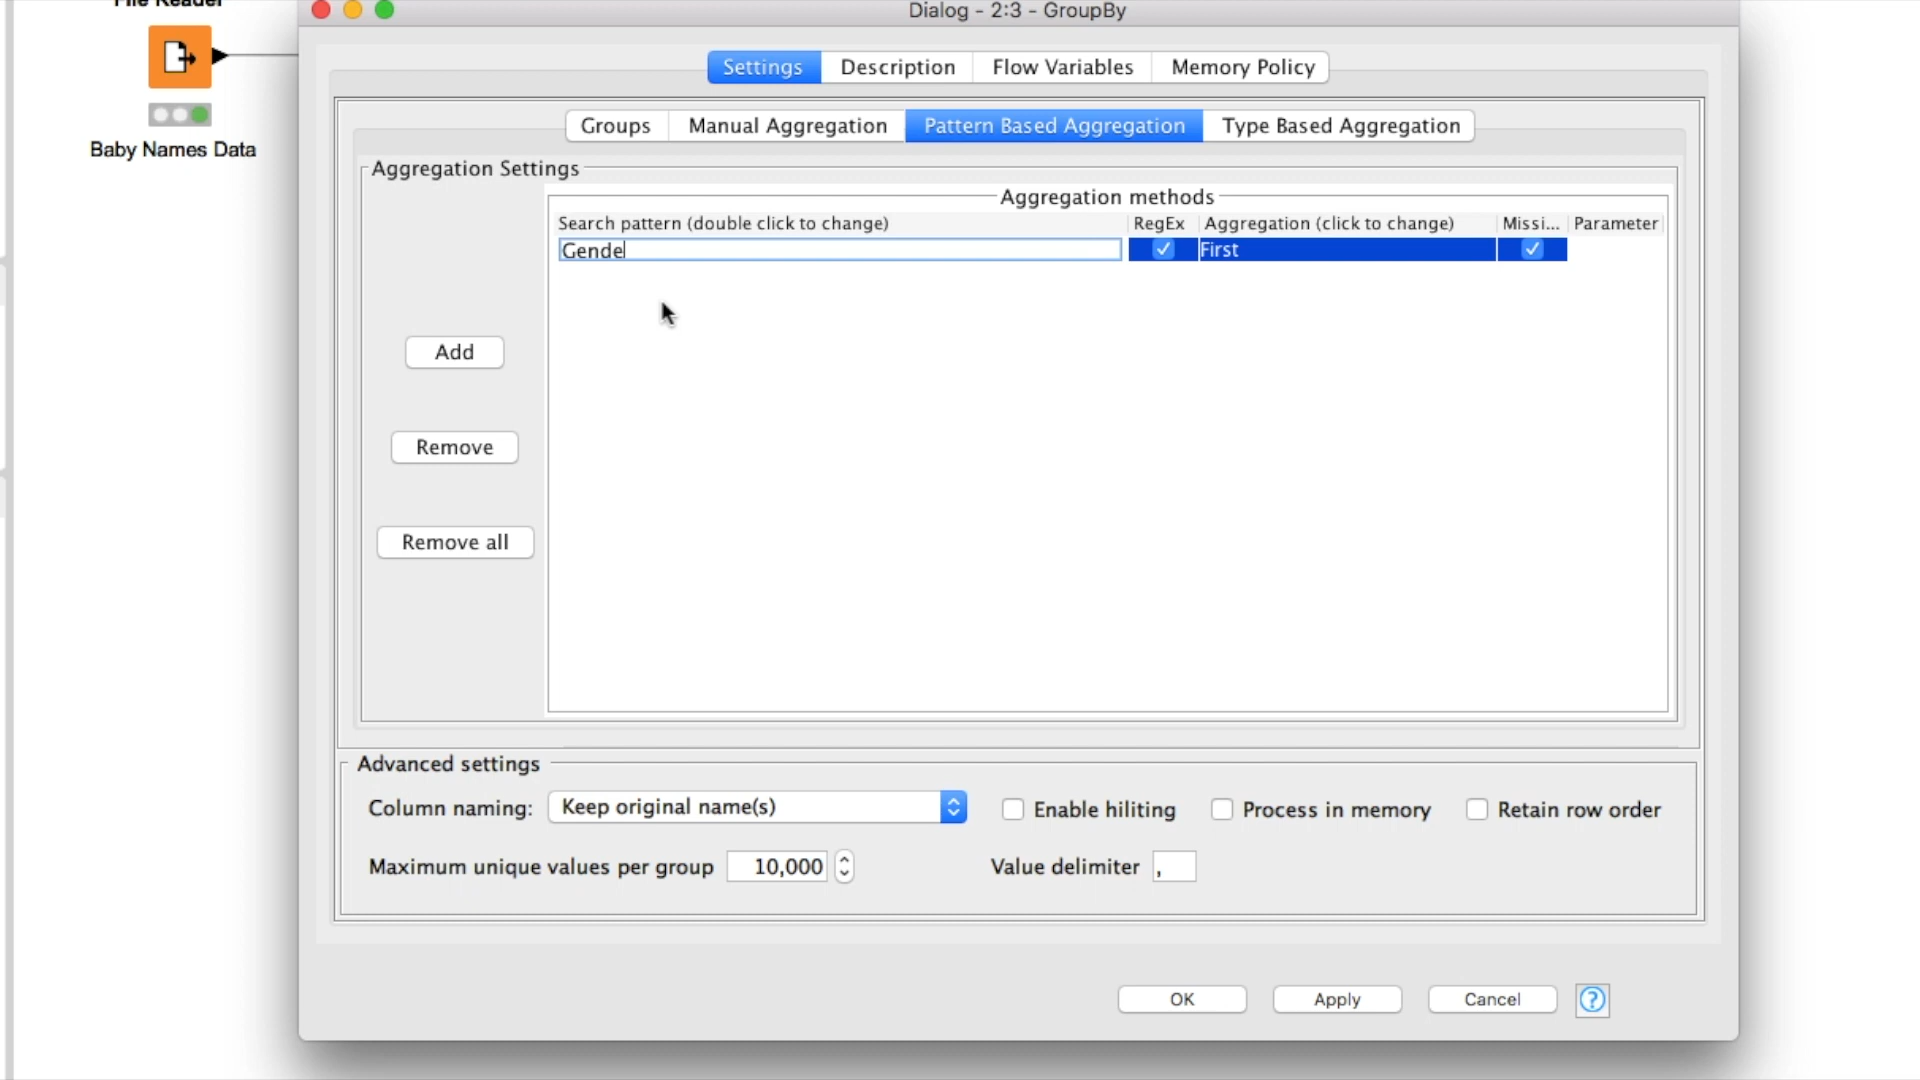 File Reader
Baby Names Data
Dialog - 2:3 - GroupBy
Settings
Description
Flow Variables
Memory Policy
Groups
Manual Aggregation
Pattern Based Aggregation
Type Based Aggregation
Aggregation Settings
Aggregation methods
Search pattern (double click to change)
RegEx
Aggregation (click to change)
Missi...
Parameter
Gende
First
Add
Remove
Remove all
Advanced settings
Column naming:
Keep original name(s)
Enable hiliting
Process in memory
Retain row order
Maximum unique values per group
10,000
Value delimiter
,
OK
Apply
Cancel
?